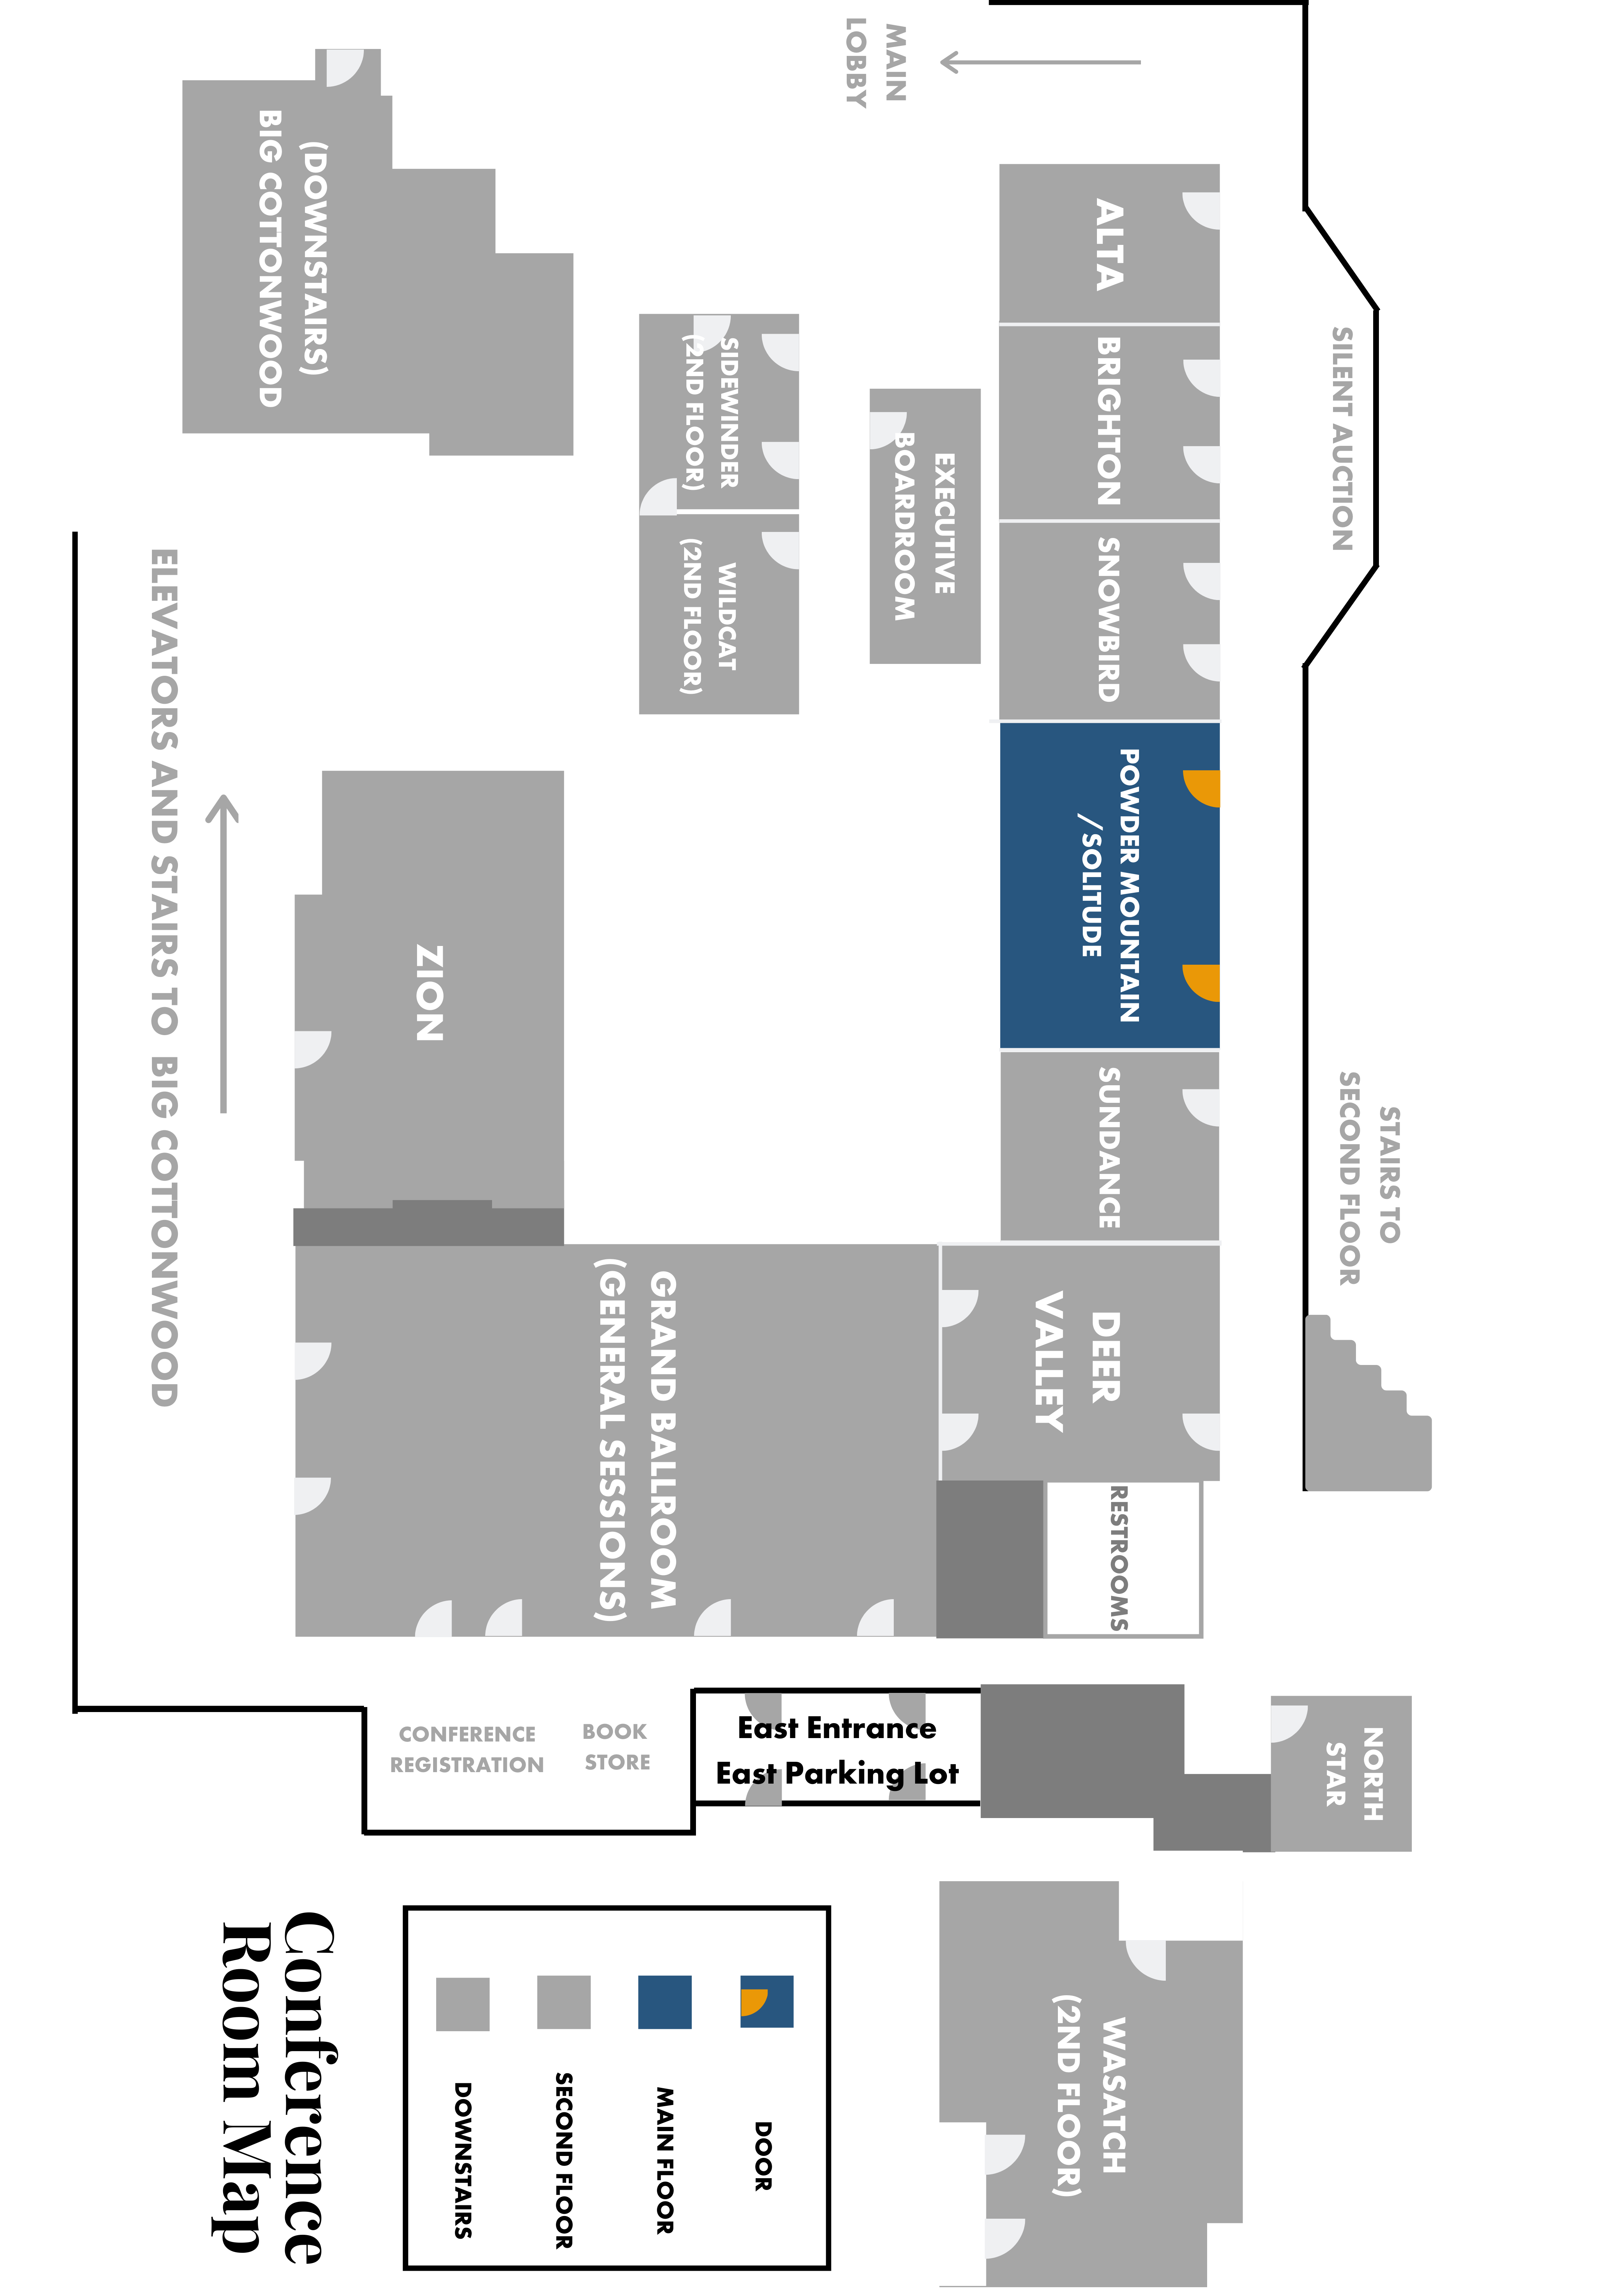 MAIN
LOBBY
(DOWNSTAIRS)
BIG COTTONWOOD
ALTA
BRIGHTON
SNOWBIRD
SILENT AUCTION
SIDEWINDER
(2ND FLOOR)
WILDCAT
(2ND FLOOR)
EXECUTIVE
BOARDROOM
POWDER MOUNTAIN
/SOLITUDE
SUNDANCE
STAIRS TO
SECOND FLOOR
ELEVATORS AND STAIRS TO BIG COTTONWOOD
ZION
DEER
VALLEY
GRAND BALLROOM
(GENERAL SESSIONS)
RESTROOMS
CONFERENCE
REGISTRATION
BOOK
STORE
East Entrance
East Parking Lot
NORTH
STAR
WASATCH
(2ND FLOOR)
DOOR
MAIN FLOOR
SECOND FLOOR
DOWNSTAIRS
Conference
Room Map